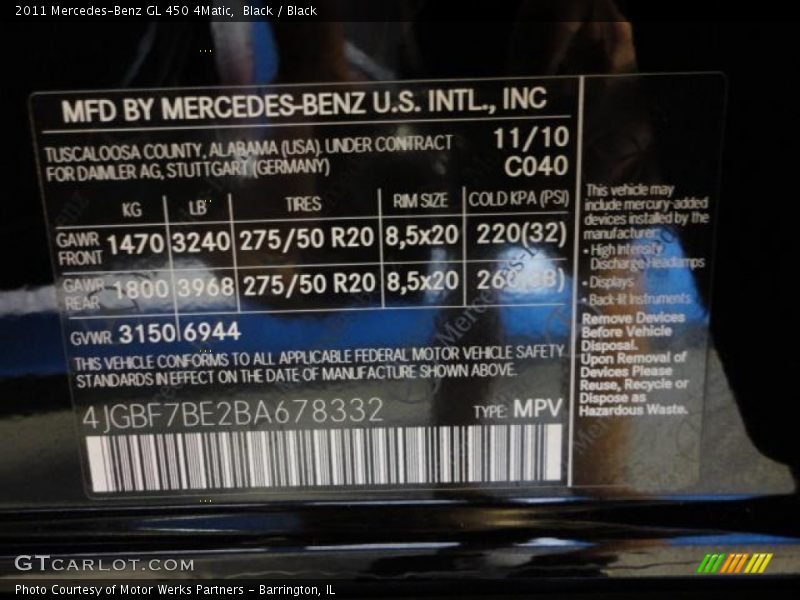 2011 Mercedes-Benz GL 450 4Matic,  Black / Black
MFD BY MERCEDES-BENZ U.S. INTL., INC
TUSCALOOSA COUNTY, ALABAMA (USA). UNDER CONTRACT 11/10
FOR DAIMLER AG, STUTTGART (GERMANY) C040
KG LB TIRES RIM SIZE COLD KPA (PSI)
GAWR FRONT 1470 3240 275/50 R20 8,5x20 220(32)
GAWR REAR 1800 3968 275/50 R20 8,5x20 260(38)
GVWR 3150 6944
THIS VEHICLE CONFORMS TO ALL APPLICABLE FEDERAL MOTOR VEHICLE SAFETY
STANDARDS IN EFFECT ON THE DATE OF MANUFACTURE SHOWN ABOVE.
4JGBF7BE2BA678332 TYPE: MPV
This vehicle may
include mercury-added
devices installed by the
manufacturer:
• High Intensity
Discharge Headlamps
• Displays
• Back-lit Instruments
Remove Devices
Before Vehicle
Disposal.
Upon Removal of
Devices Please
Reuse, Recycle or
Dispose as
Hazardous Waste.
GTCARLOT.COM
Photo Courtesy of Motor Werks Partners - Barrington, IL